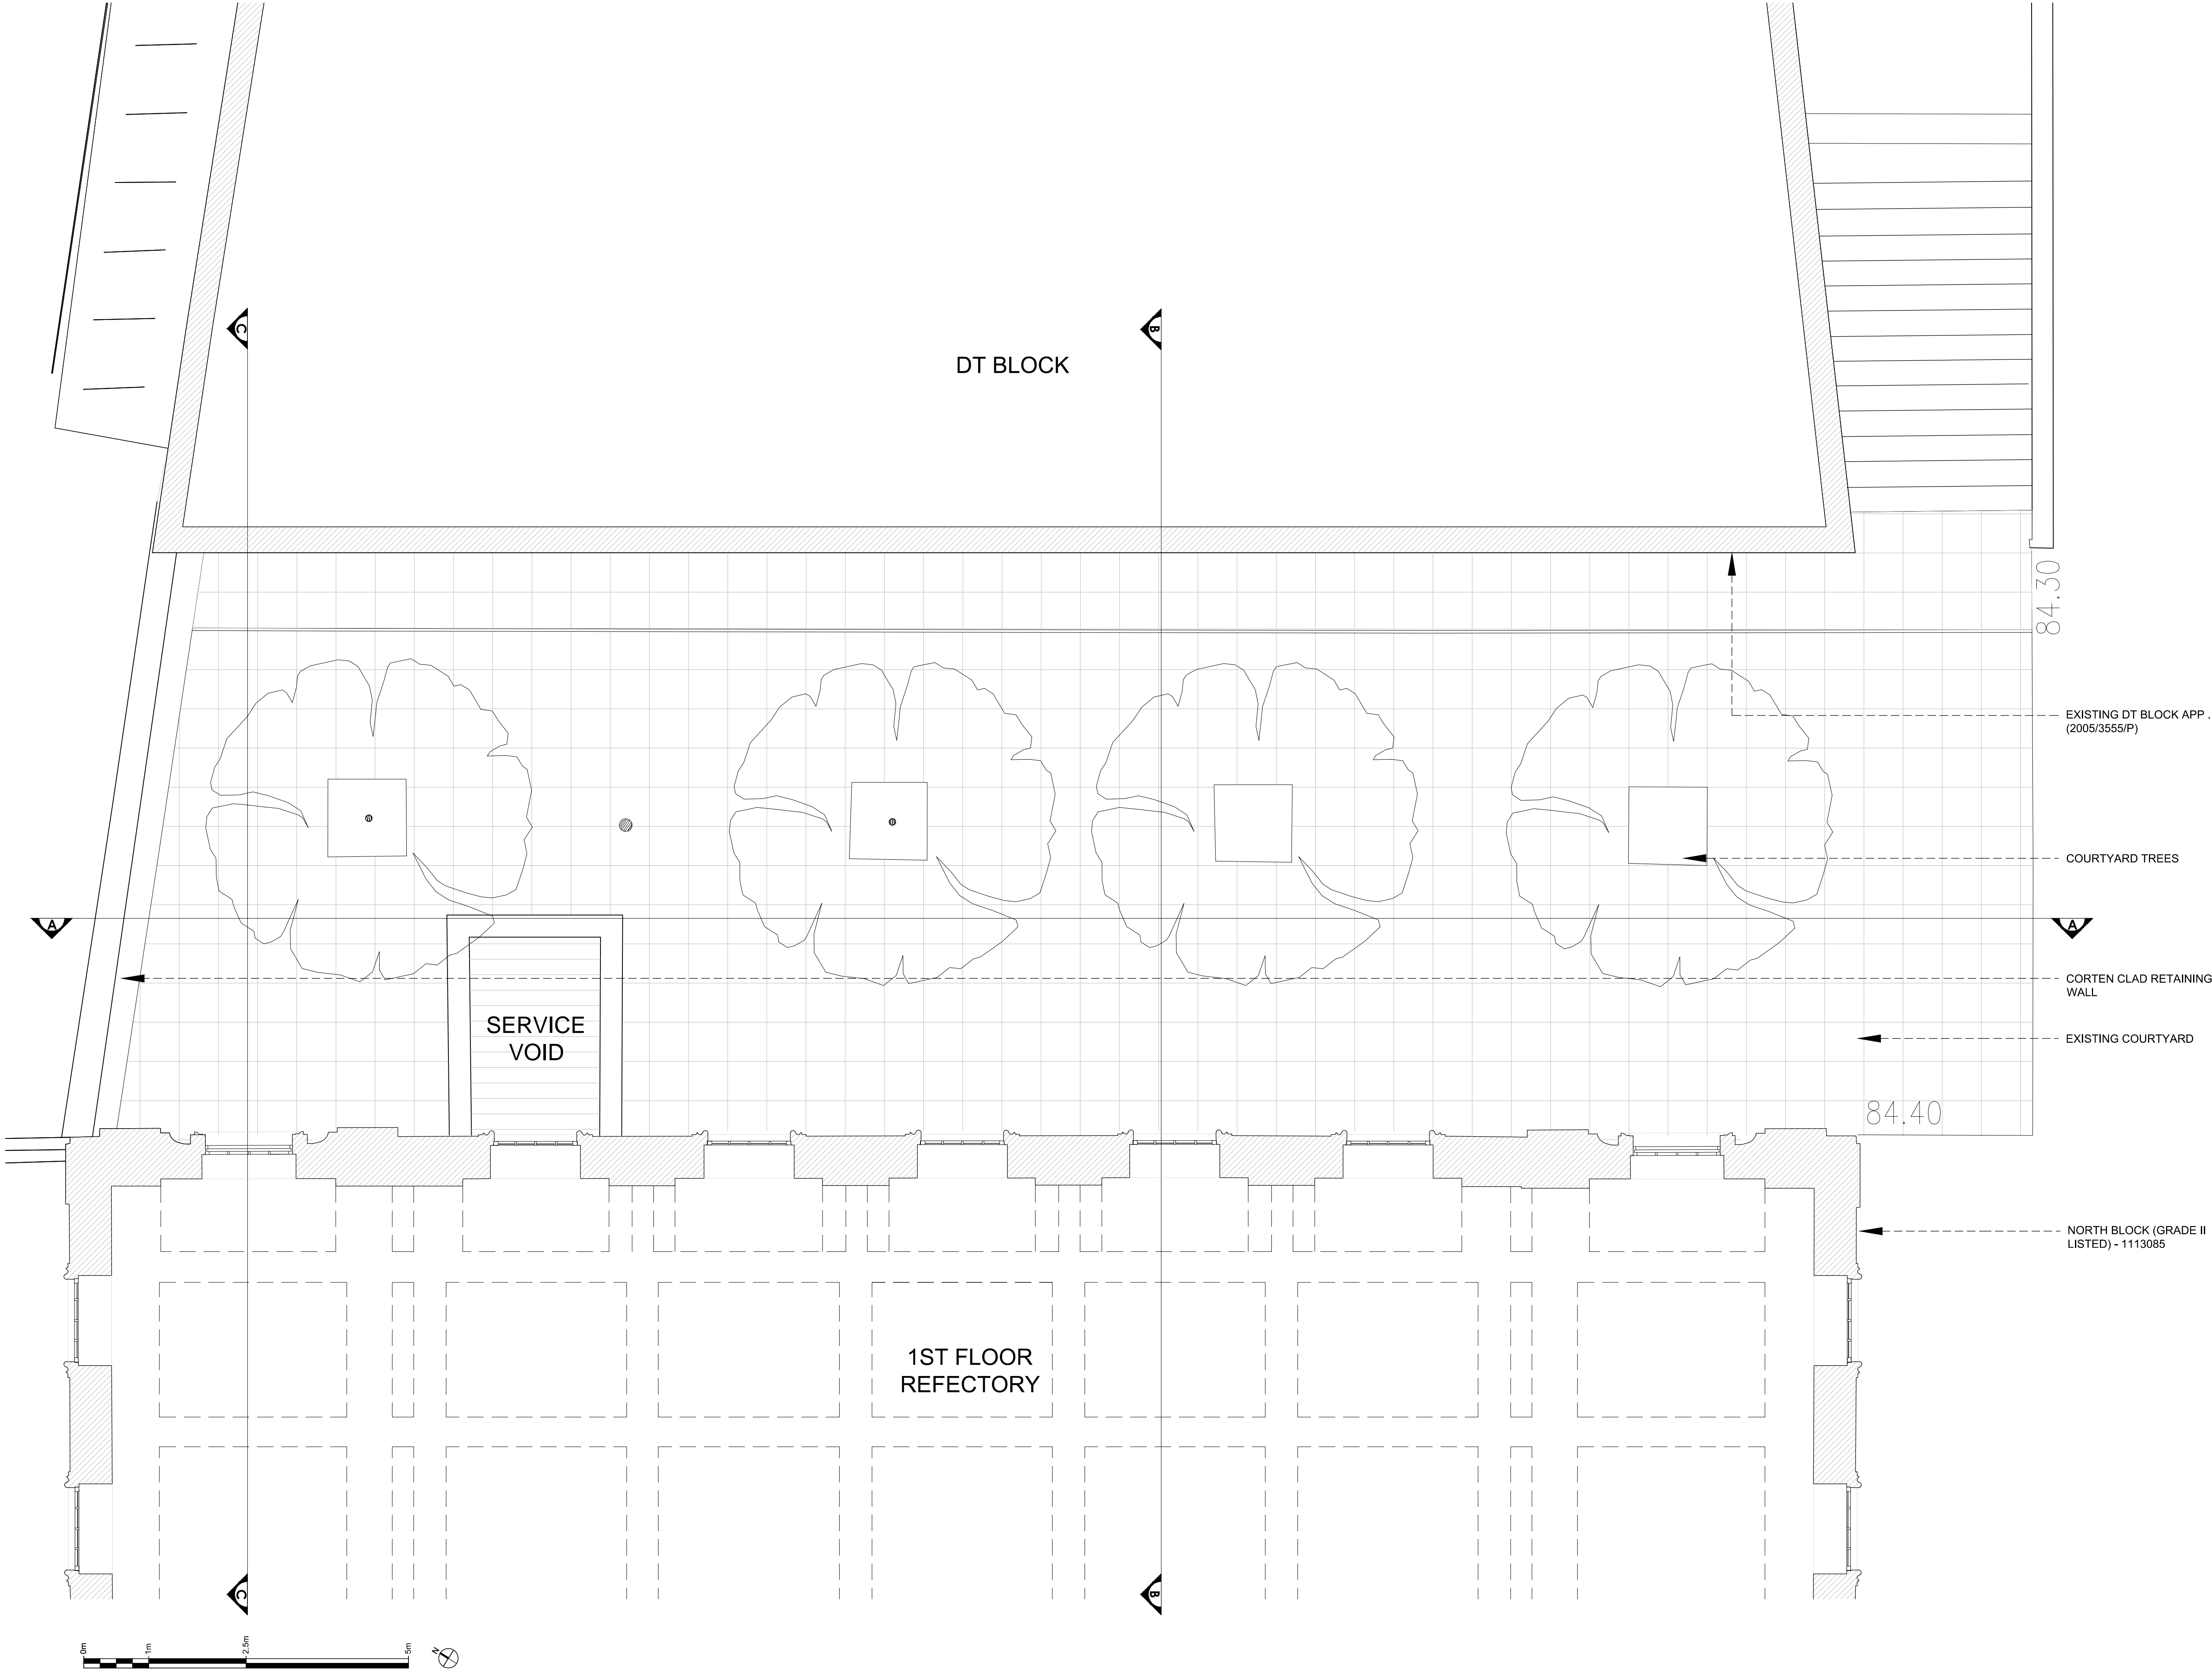 C
B
DT BLOCK
84.30
EXISTING DT BLOCK APP .
(2005/3555/P)
COURTYARD TREES
A
A
CORTEN CLAD RETAINING
WALL
SERVICE
VOID
EXISTING COURTYARD
84.40
NORTH BLOCK (GRADE II
LISTED) - 1113085
1ST FLOOR
REFECTORY
C
B
0m
1m
2.5m
5m
N